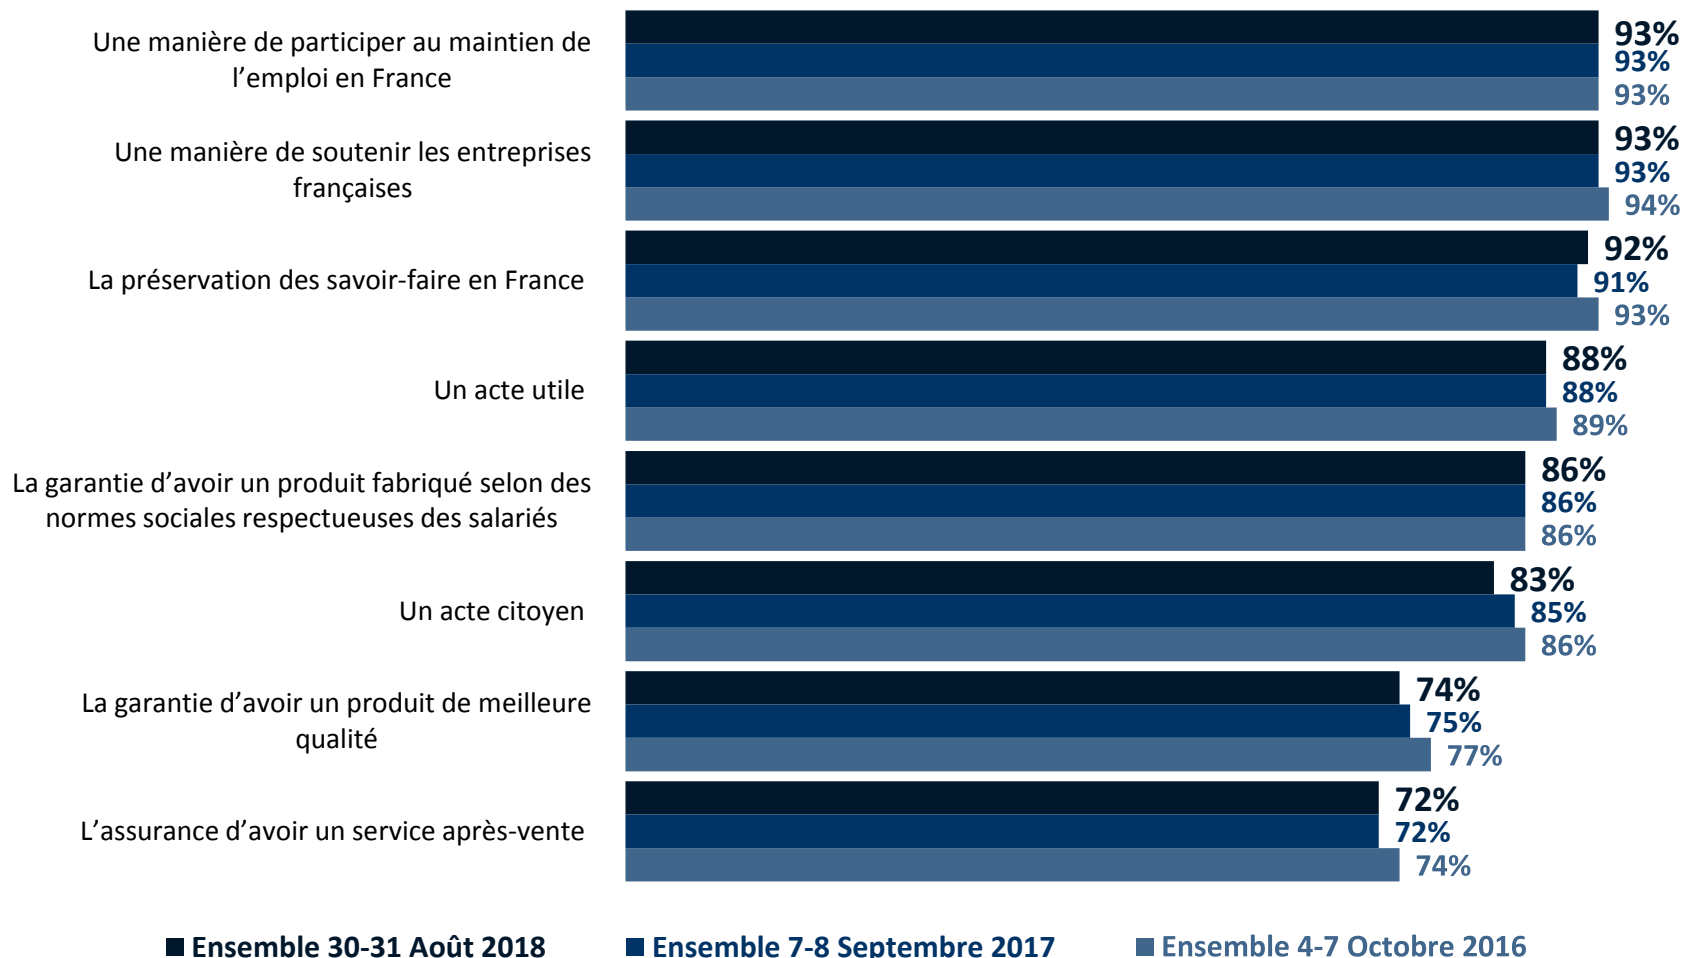 Une manière de participer au maintien de
l’emploi en France
93%
93%
93%
Une manière de soutenir les entreprises
françaises
93%
93%
94%
La préservation des savoir-faire en France
92%
91%
93%
Un acte utile
88%
88%
89%
La garantie d’avoir un produit fabriqué selon des
normes sociales respectueuses des salariés
86%
86%
86%
Un acte citoyen
83%
85%
86%
La garantie d’avoir un produit de meilleure
qualité
74%
75%
77%
L’assurance d’avoir un service après-vente
72%
72%
74%
Ensemble 30-31 Août 2018 Ensemble 7-8 Septembre 2017 Ensemble 4-7 Octobre 2016